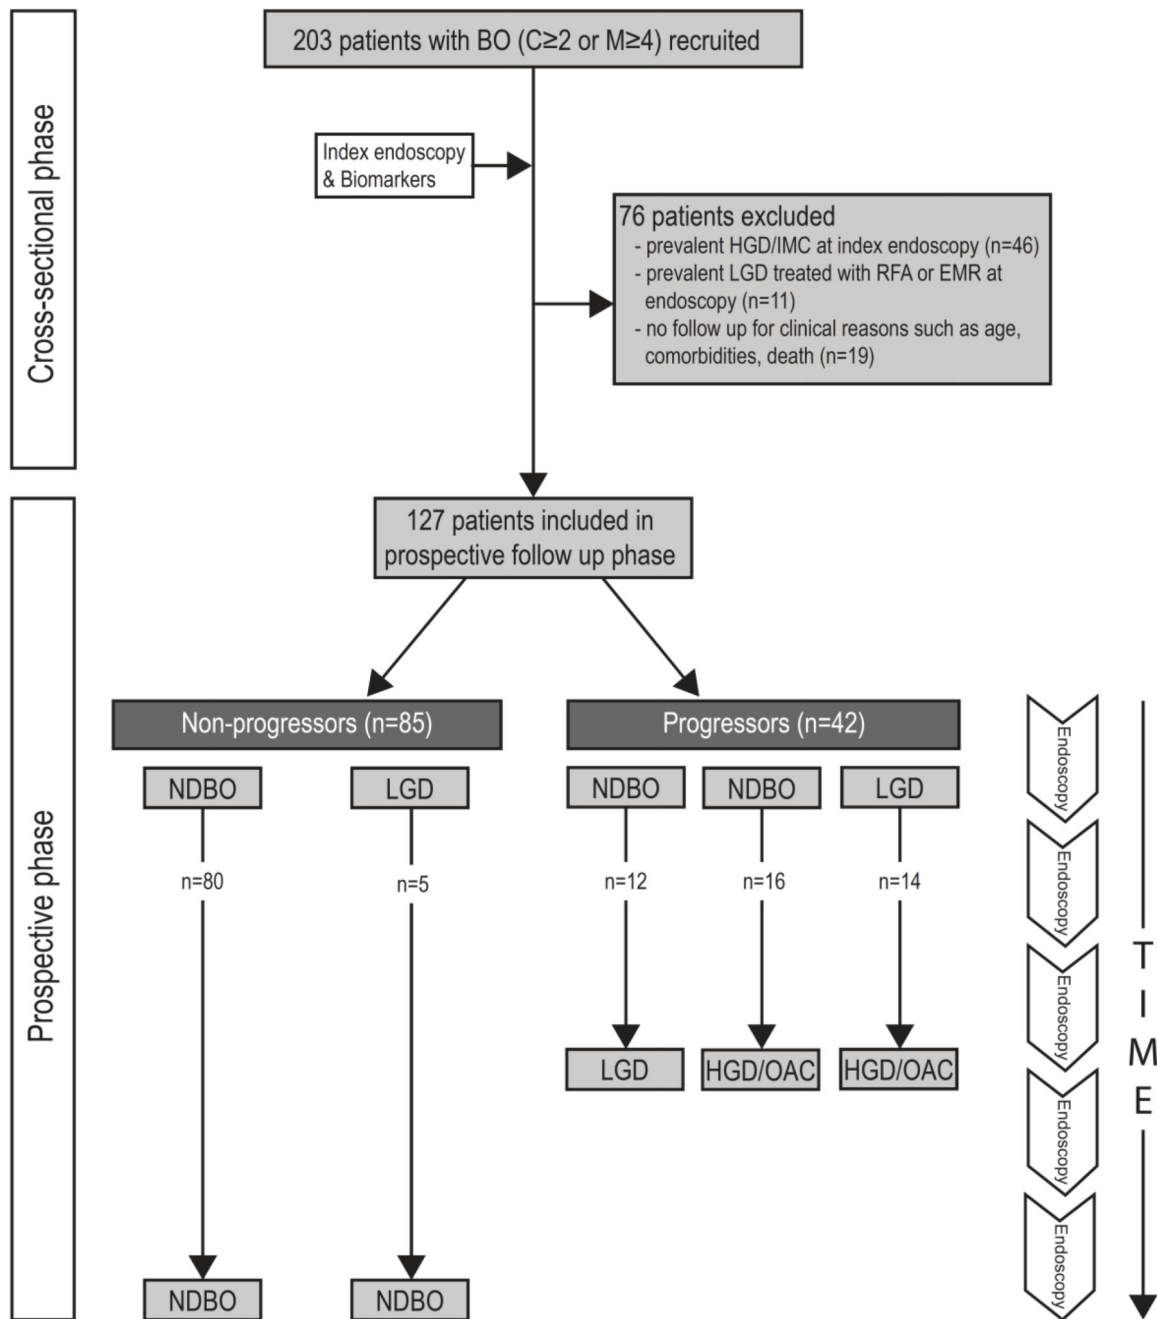 Cross-sectional phase
203 patients with BO (C≥2 or M≥4) recruited
Index endoscopy
& Biomarkers
76 patients excluded
- prevalent HGD/IMC at index endoscopy (n=46)
- prevalent LGD treated with RFA or EMR at
endoscopy (n=11)
- no follow up for clinical reasons such as age,
comorbidities, death (n=19)
Prospective phase
127 patients included in
prospective follow up phase
Non-progressors (n=85)
Progressors (n=42)
NDBO
LGD
NDBO
NDBO
LGD
n=80
n=5
n=12
n=16
n=14
LGD
HGD/OAC
HGD/OAC
NDBO
NDBO
Endoscopy
Endoscopy
Endoscopy
Endoscopy
Endoscopy
TIME